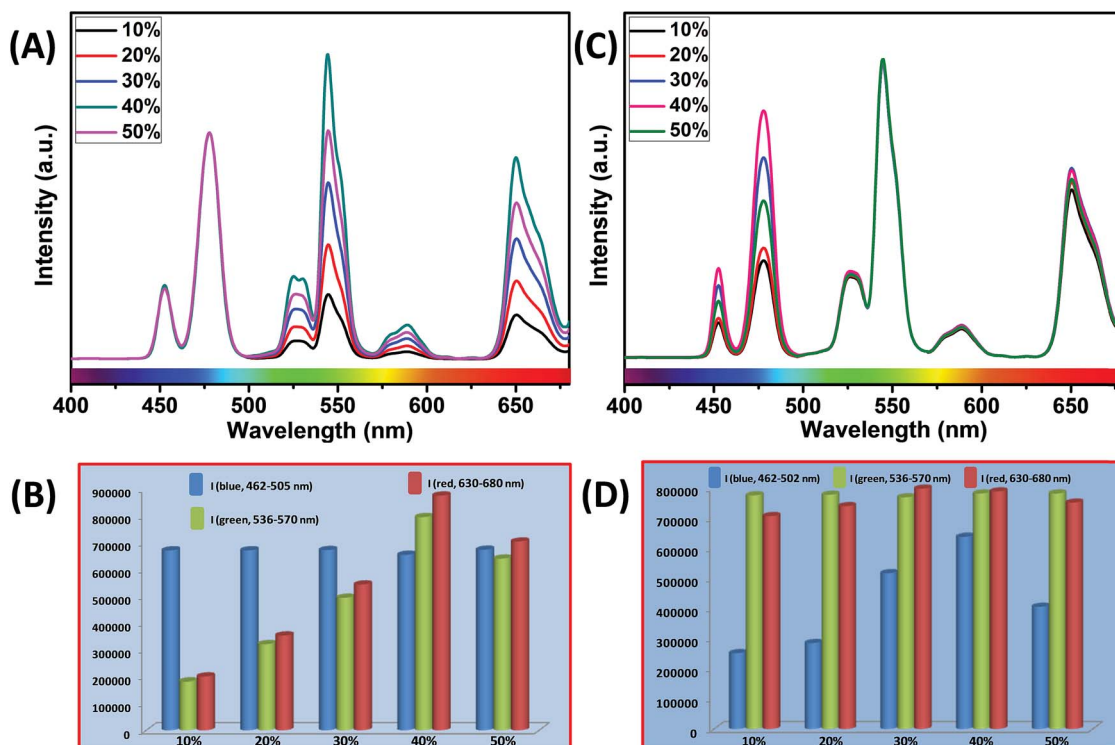 (A)
10%
20%
30%
40%
50%
Intensity (a.u.)
400 450 500 550 600 650
Wavelength (nm)
(C)
10%
20%
30%
40%
50%
Intensity (a.u.)
400 450 500 550 600 650
Wavelength (nm)
(B)
I (blue, 462-505 nm)
I (red, 630-680 nm)
I (green, 536-570 nm)
900000
800000
700000
600000
500000
400000
300000
200000
100000
0
10% 20% 30% 40% 50%
(D)
I (blue, 462-502 nm) I (green, 536-570 nm) I (red, 630-680 nm)
800000
700000
600000
500000
400000
300000
200000
100000
0
10% 20% 30% 40% 50%